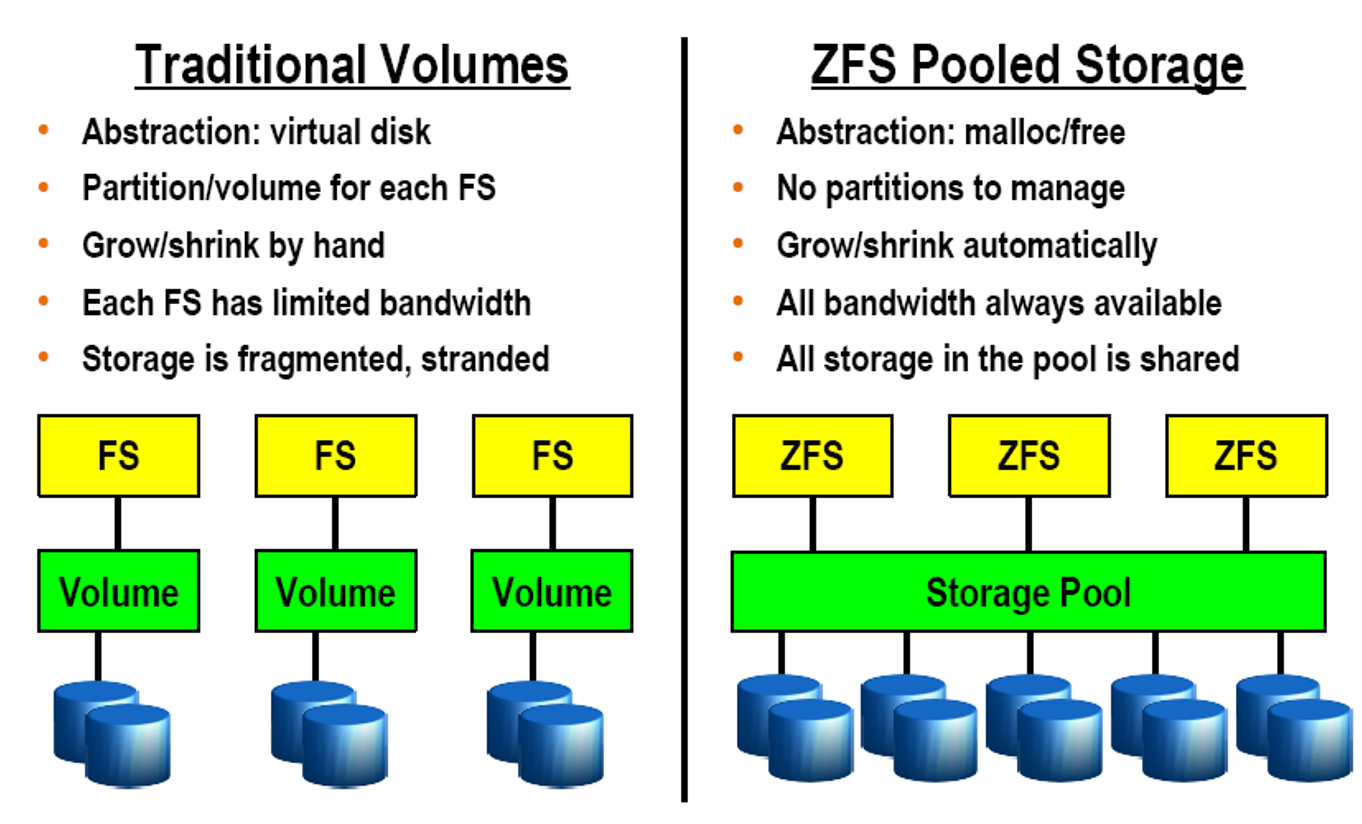 Traditional Volumes
• Abstraction: virtual disk
• Partition/volume for each FS
• Grow/shrink by hand
• Each FS has limited bandwidth
• Storage is fragmented, stranded
FS FS FS
Volume Volume Volume
ZFS Pooled Storage
• Abstraction: malloc/free
• No partitions to manage
• Grow/shrink automatically
• All bandwidth always available
• All storage in the pool is shared
ZFS ZFS ZFS
Storage Pool